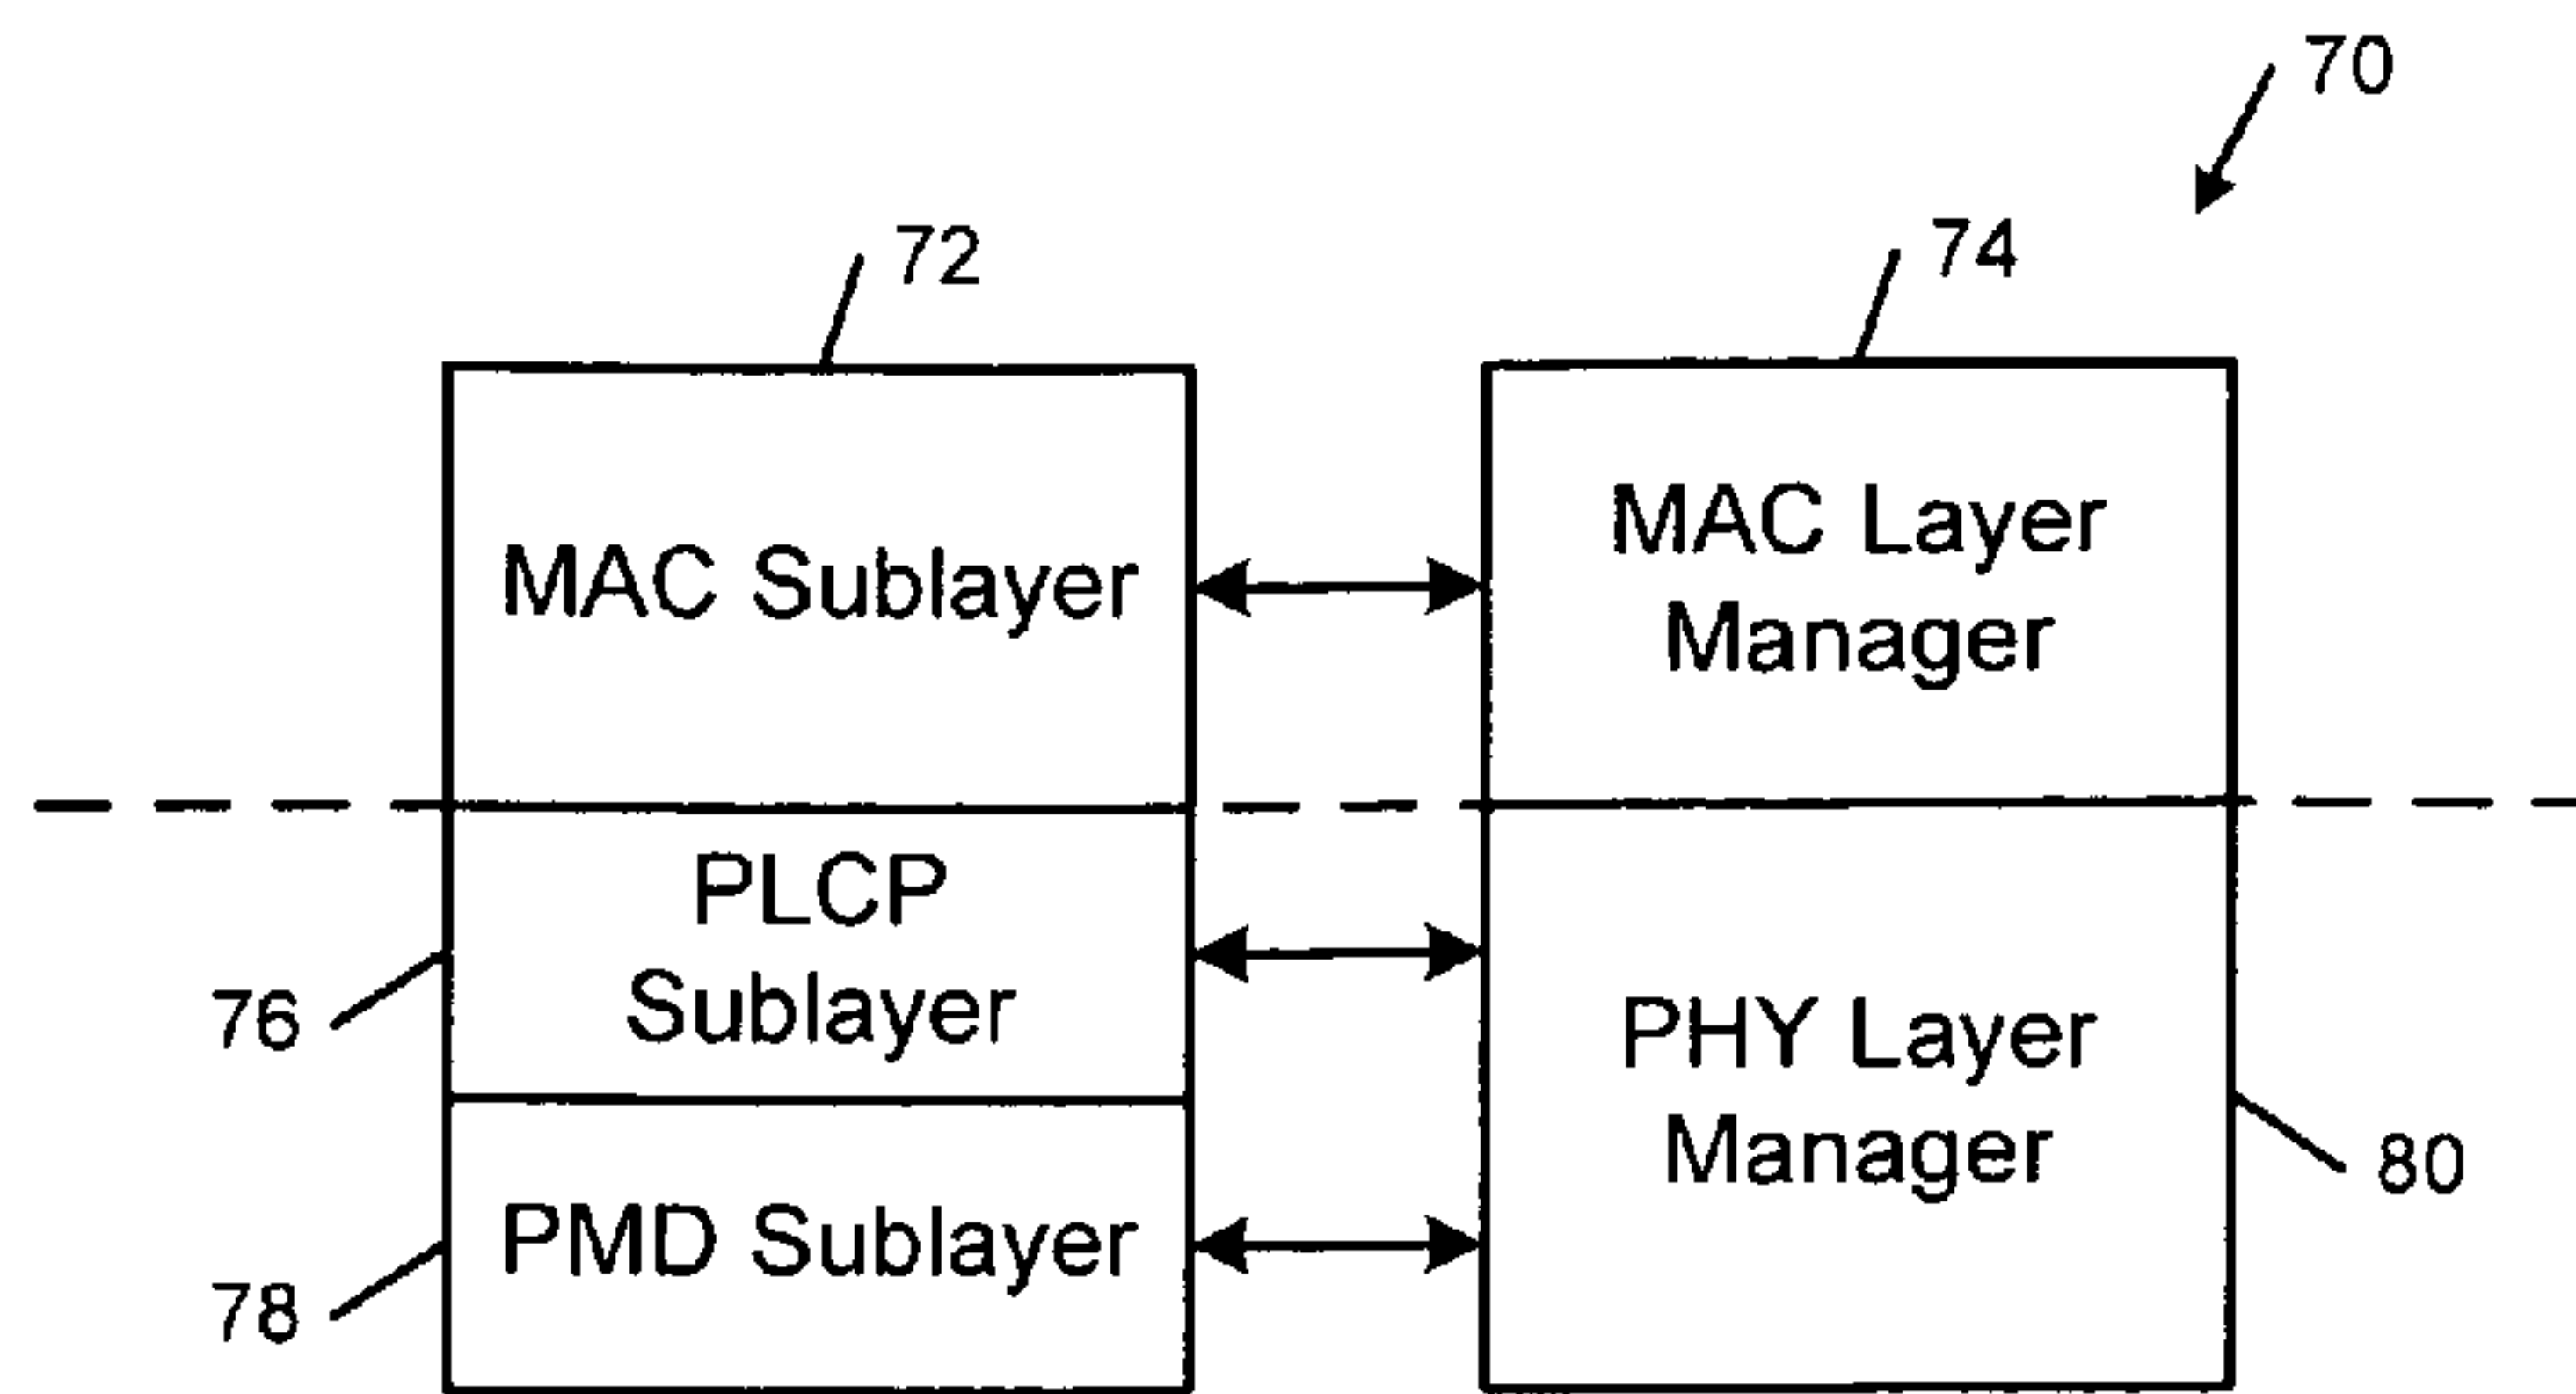 70
72
74
MAC Sublayer
MAC Layer
Manager
PLCP
Sublayer
76
PHY Layer
Manager
80
PMD Sublayer
78